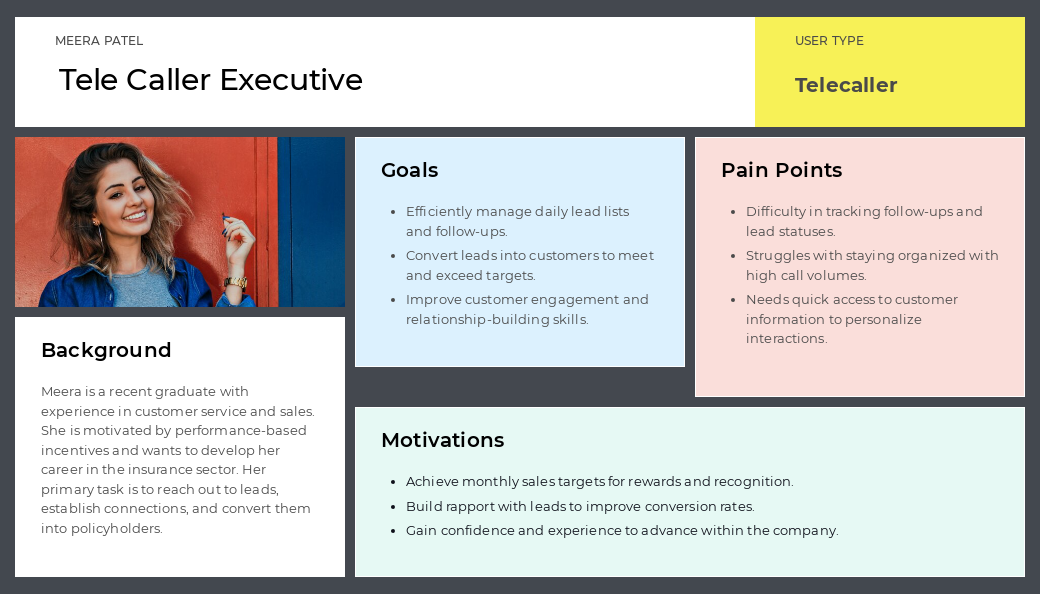 MEERA PATEL
Tele Caller Executive
USER TYPE
Telecaller
Background
Meera is a recent graduate with
experience in customer service and sales.
She is motivated by performance-based
incentives and wants to develop her
career in the insurance sector. Her
primary task is to reach out to leads,
establish connections, and convert them
into policyholders.
Goals
• Efficiently manage daily lead lists
and follow-ups.
• Convert leads into customers to meet
and exceed targets.
• Improve customer engagement and
relationship-building skills.
Pain Points
• Difficulty in tracking follow-ups and
lead statuses.
• Struggles with staying organized with
high call volumes.
• Needs quick access to customer
information to personalize
interactions.
Motivations
• Achieve monthly sales targets for rewards and recognition.
• Build rapport with leads to improve conversion rates.
• Gain confidence and experience to advance within the company.